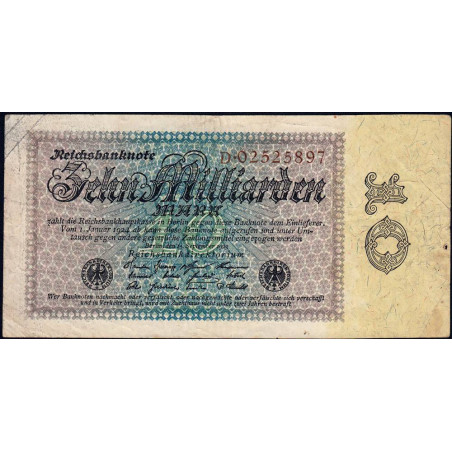 Reichsbanknote D·02525897
Zehn Milliarden
Mark
zahlt die Reichsbankhauptkasse in Berlin gegen diese Banknote dem Einlieferer.
Vom 1. Januar 1924 ab kann diese Banknote aufgerufen und unter Um-
tausch gegen andere gesetzliche Zahlungsmittel eingezogen werden
Berlin, den
Reichsbankdirektorium
Wer Banknoten nachmacht oder verfälscht oder nachgemachte oder verfälschte sich verschafft
und in Verkehr bringt, wird mit Zuchthaus nicht unter zwei Jahren bestraft.
10